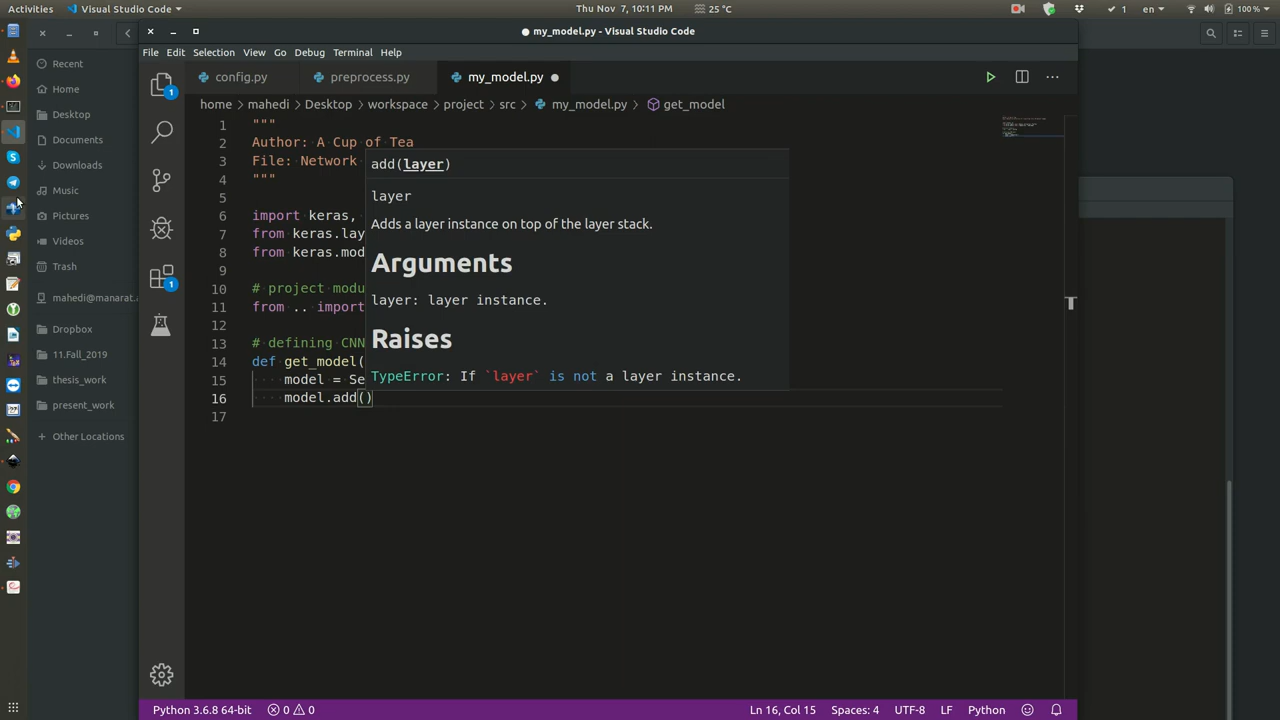 Activities Visual Studio Code Thu Nov 7, 10:11 PM 25 °C 1 en 100 %
my_model.py - Visual Studio Code
File Edit Selection View Go Debug Terminal Help
Recent
Home
Desktop
Documents
Downloads
Music
Pictures
Videos
Trash
mahedi@manarat.a
Dropbox
11.Fall_2019
thesis_work
present_work
Other Locations
1
1
config.py preprocess.py my_model.py
home > mahedi > Desktop > workspace > project > src > my_model.py > get_model
1 """
2 Author: A Cup of Tea
3 File: Network
4 """
5
6 import keras,
7 from keras.lay
8 from keras.mod
9
10 # project modu
11 from .. import
12
13 # defining CNN
14 def get_model(
15 model = Se
16 model.add()
17
add(layer)
layer
Adds a layer instance on top of the layer stack.
Arguments
layer: layer instance.
Raises
TypeError: If `layer` is not a layer instance.
Python 3.6.8 64-bit 0 0 Ln 16, Col 15 Spaces: 4 UTF-8 LF Python